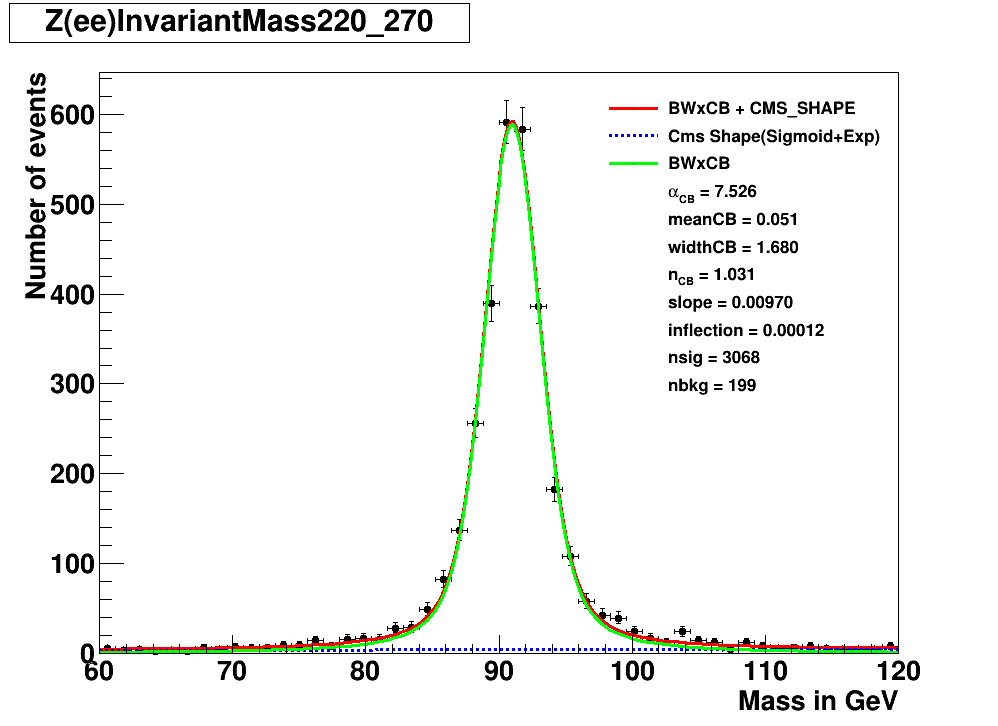 Z(ee)InvariantMass220_270
Number of events
600
500
400
300
200
100
0
60
70
80
90
100
110
120
Mass in GeV
BWxCB + CMS_SHAPE
Cms Shape(Sigmoid+Exp)
BWxCB
α_CB = 7.526
meanCB = 0.051
widthCB = 1.680
n_CB = 1.031
slope = 0.00970
inflection = 0.00012
nsig = 3068
nbkg = 199